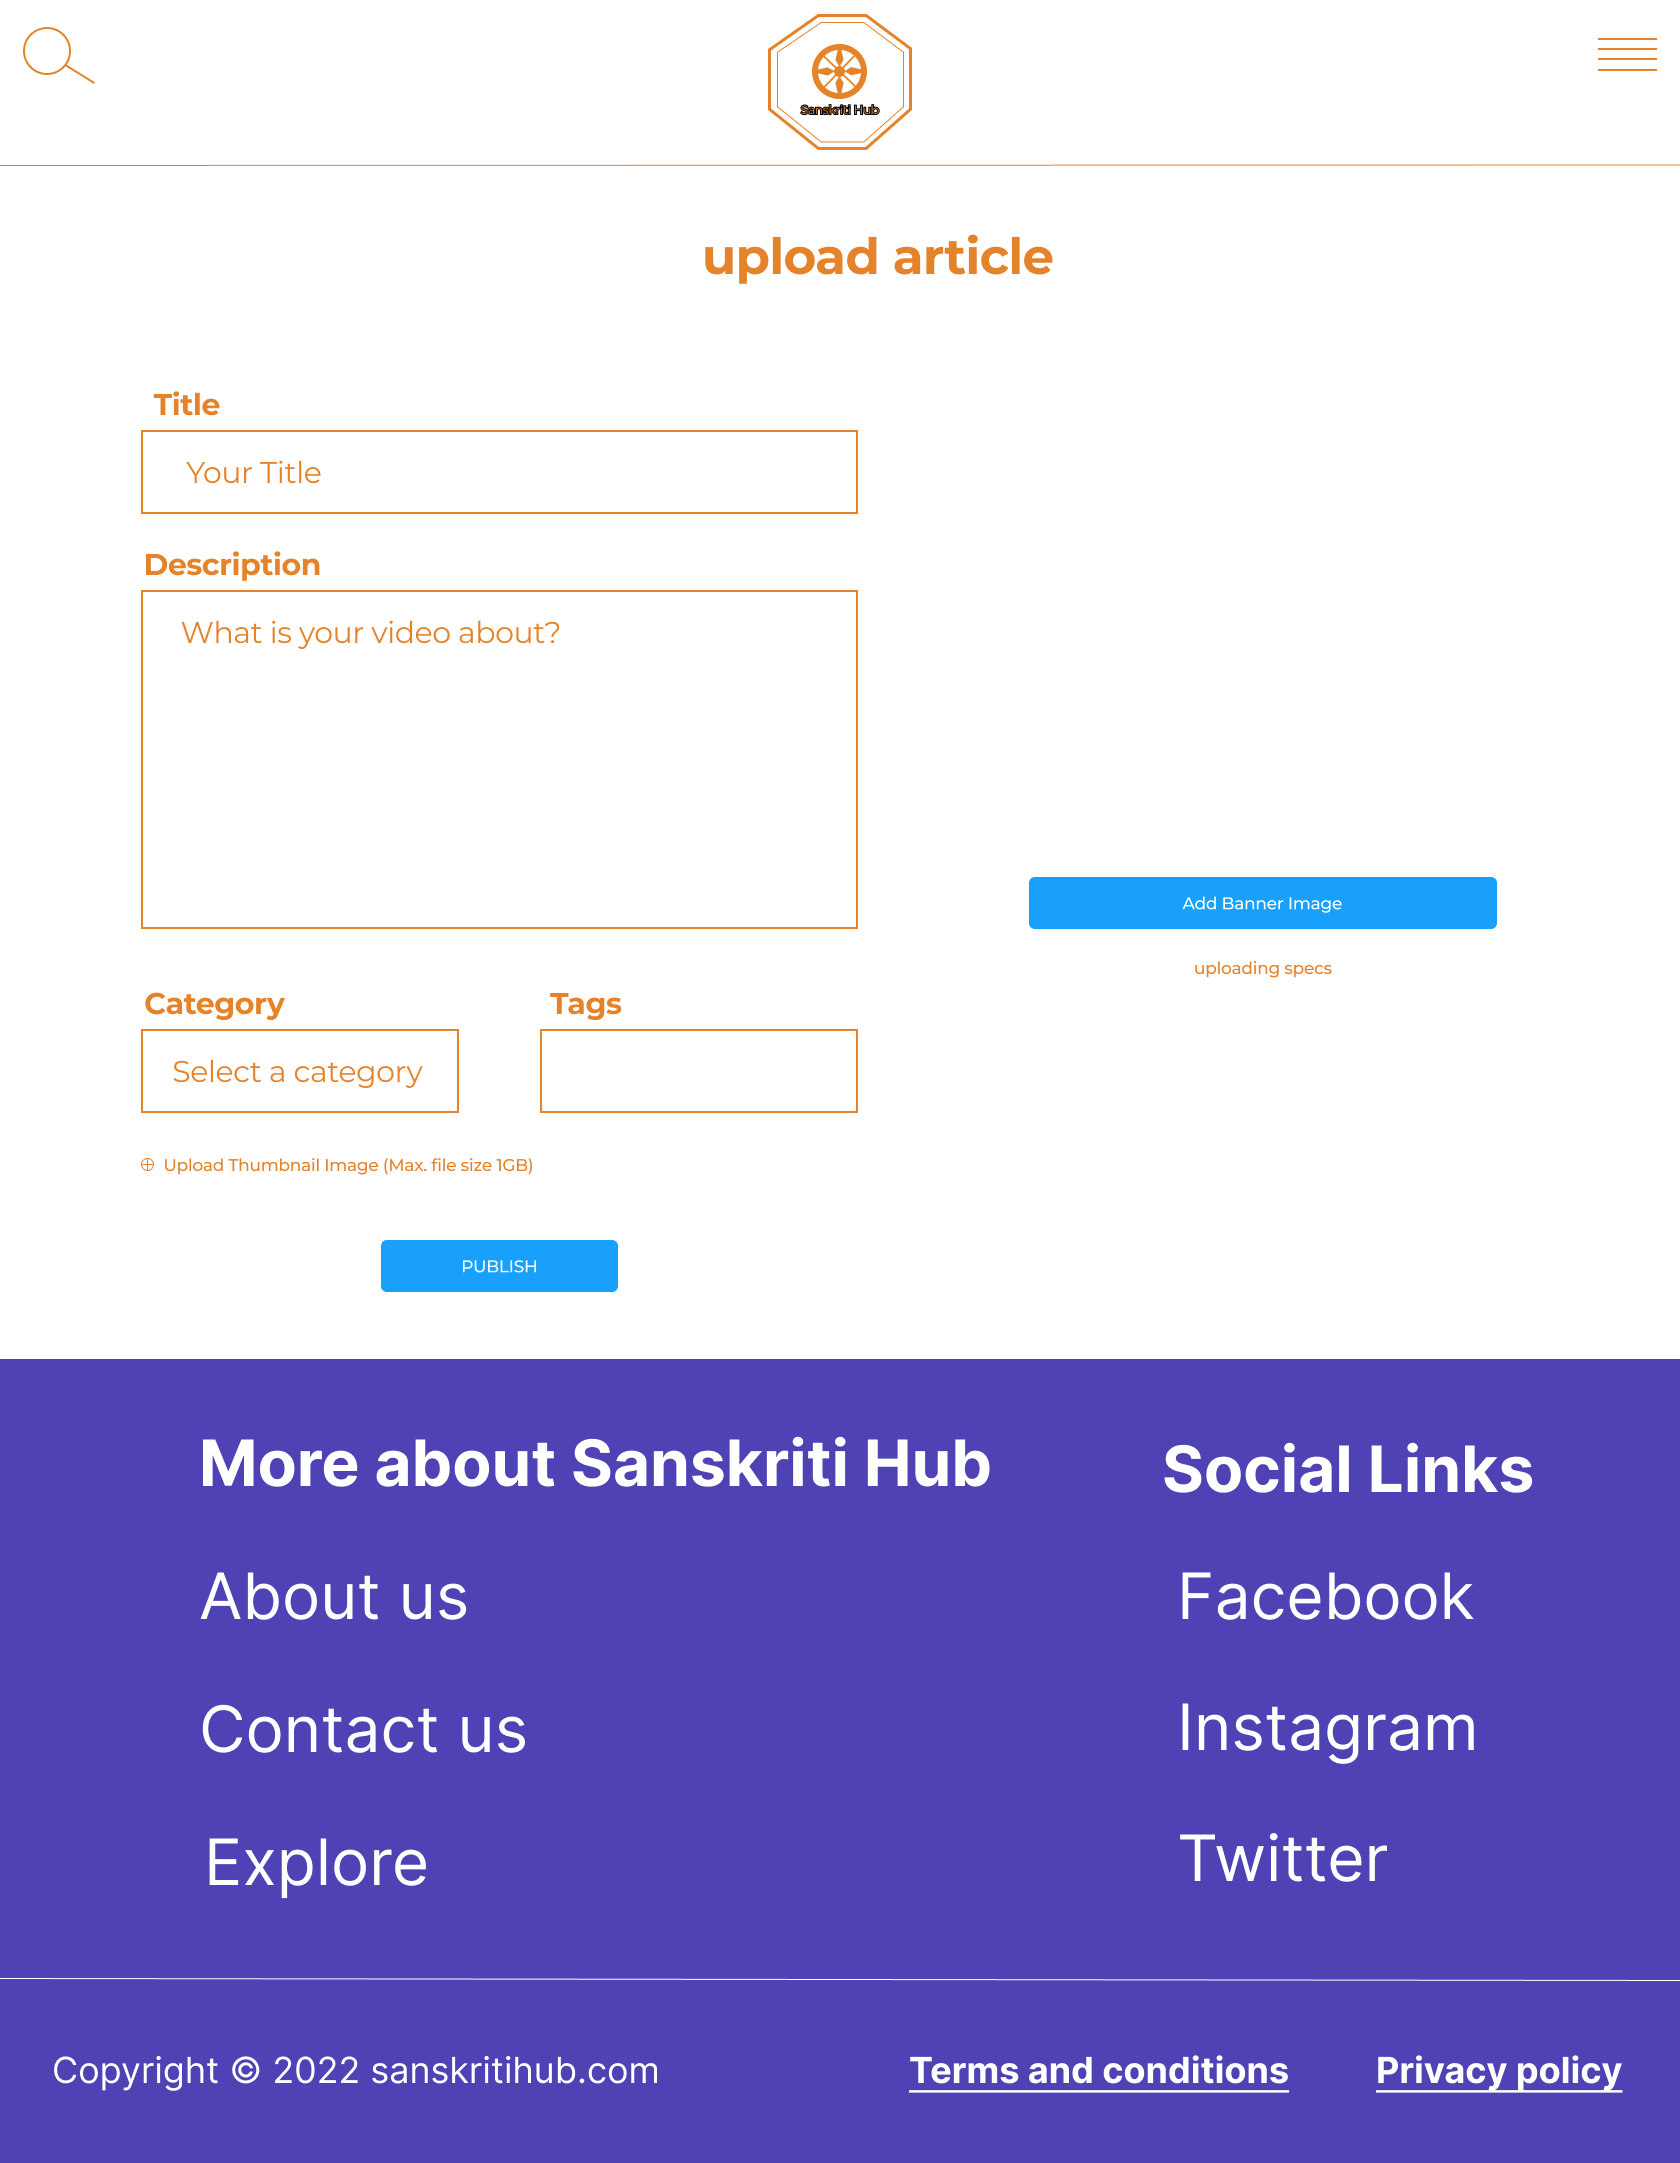 Sanskriti Hub
upload article
Title
Your Title
Description
What is your video about?
Add Banner Image
uploading specs
Category
Tags
Select a category
Upload Thumbnail Image (Max. file size 1GB)
PUBLISH
More about Sanskriti Hub
Social Links
About us
Facebook
Contact us
Instagram
Explore
Twitter
Copyright © 2022 sanskritihub.com
Terms and conditions
Privacy policy